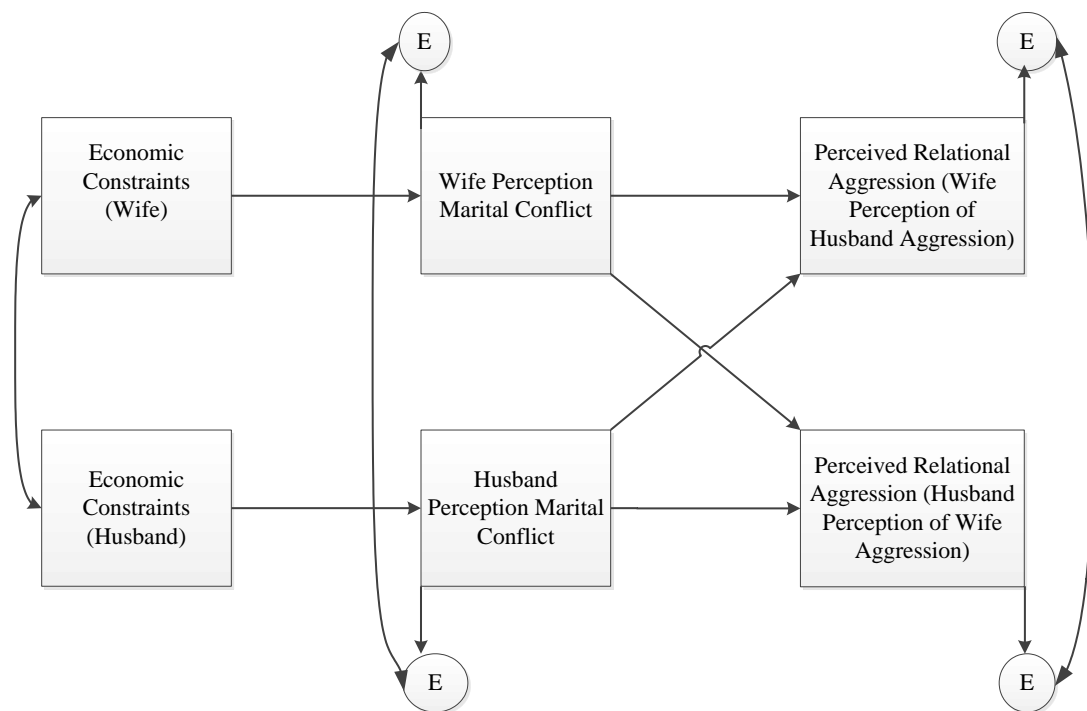 E
E
Economic
Constraints
(Wife)
Wife Perception
Marital Conflict
Perceived Relational
Aggression (Wife
Perception of
Husband Aggression)
Economic
Constraints
(Husband)
Husband
Perception Marital
Conflict
Perceived Relational
Aggression (Husband
Perception of Wife
Aggression)
E
E